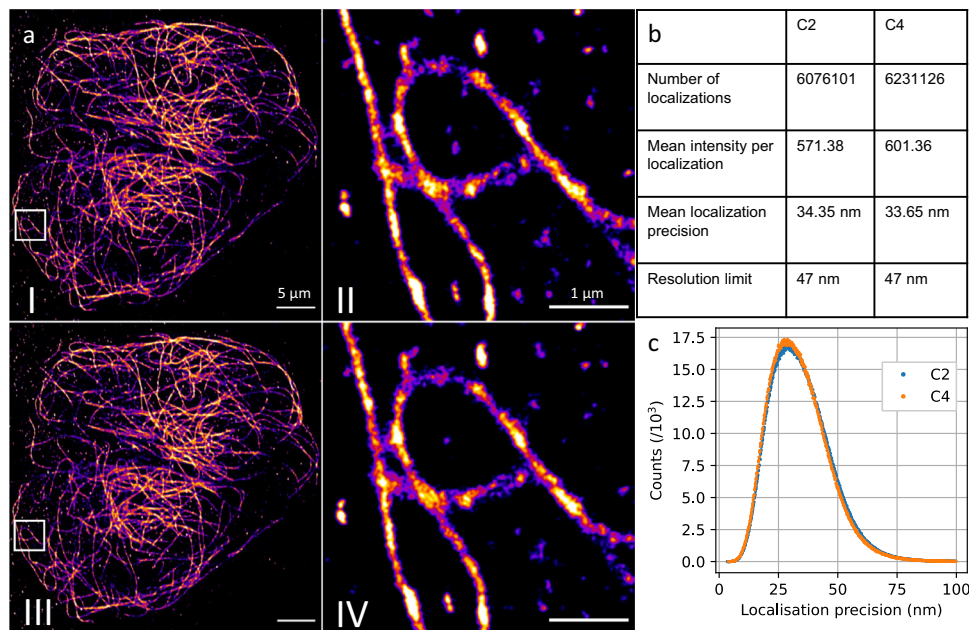 a
I
5 μm
II
1 μm
III
IV
b
C2 C4
Number of localizations 6076101 6231126
Mean intensity per localization 571.38 601.36
Mean localization precision 34.35 nm 33.65 nm
Resolution limit 47 nm 47 nm
c
17.5
15.0
12.5
10.0
7.5
5.0
2.5
0.0
Counts (/10³)
C2
C4
0 25 50 75 100
Localisation precision (nm)